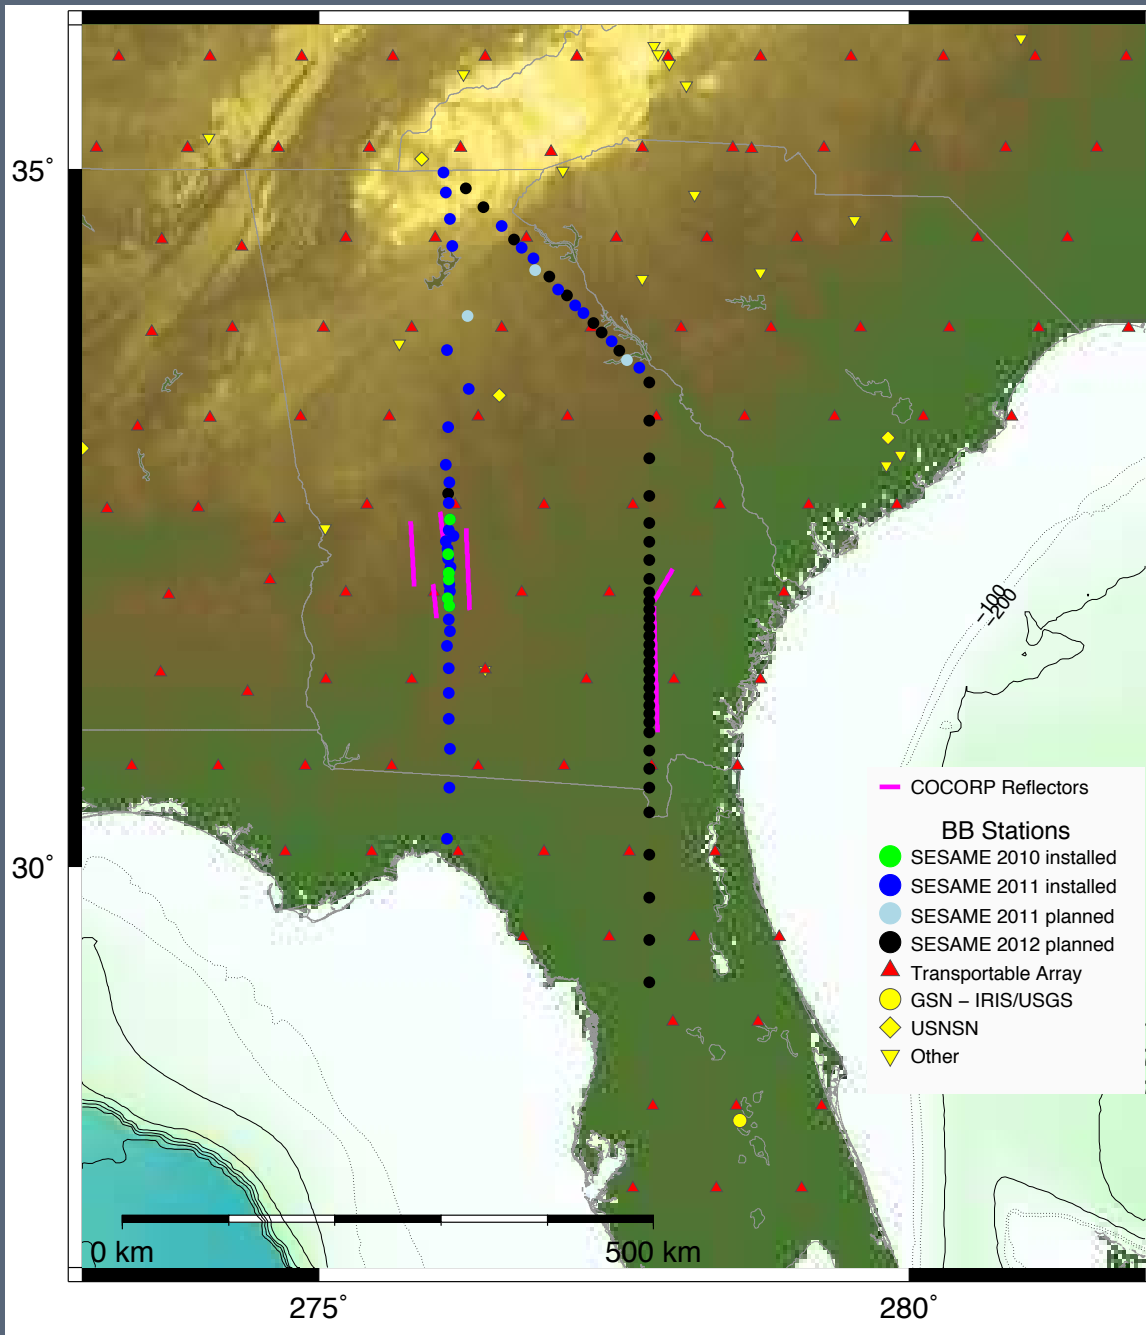 35°
30°
−100
−200
COCORP Reflectors
BB Stations
SESAME 2010 installed
SESAME 2011 installed
SESAME 2011 planned
SESAME 2012 planned
Transportable Array
GSN − IRIS/USGS
USNSN
Other
0 km
500 km
275°
280°